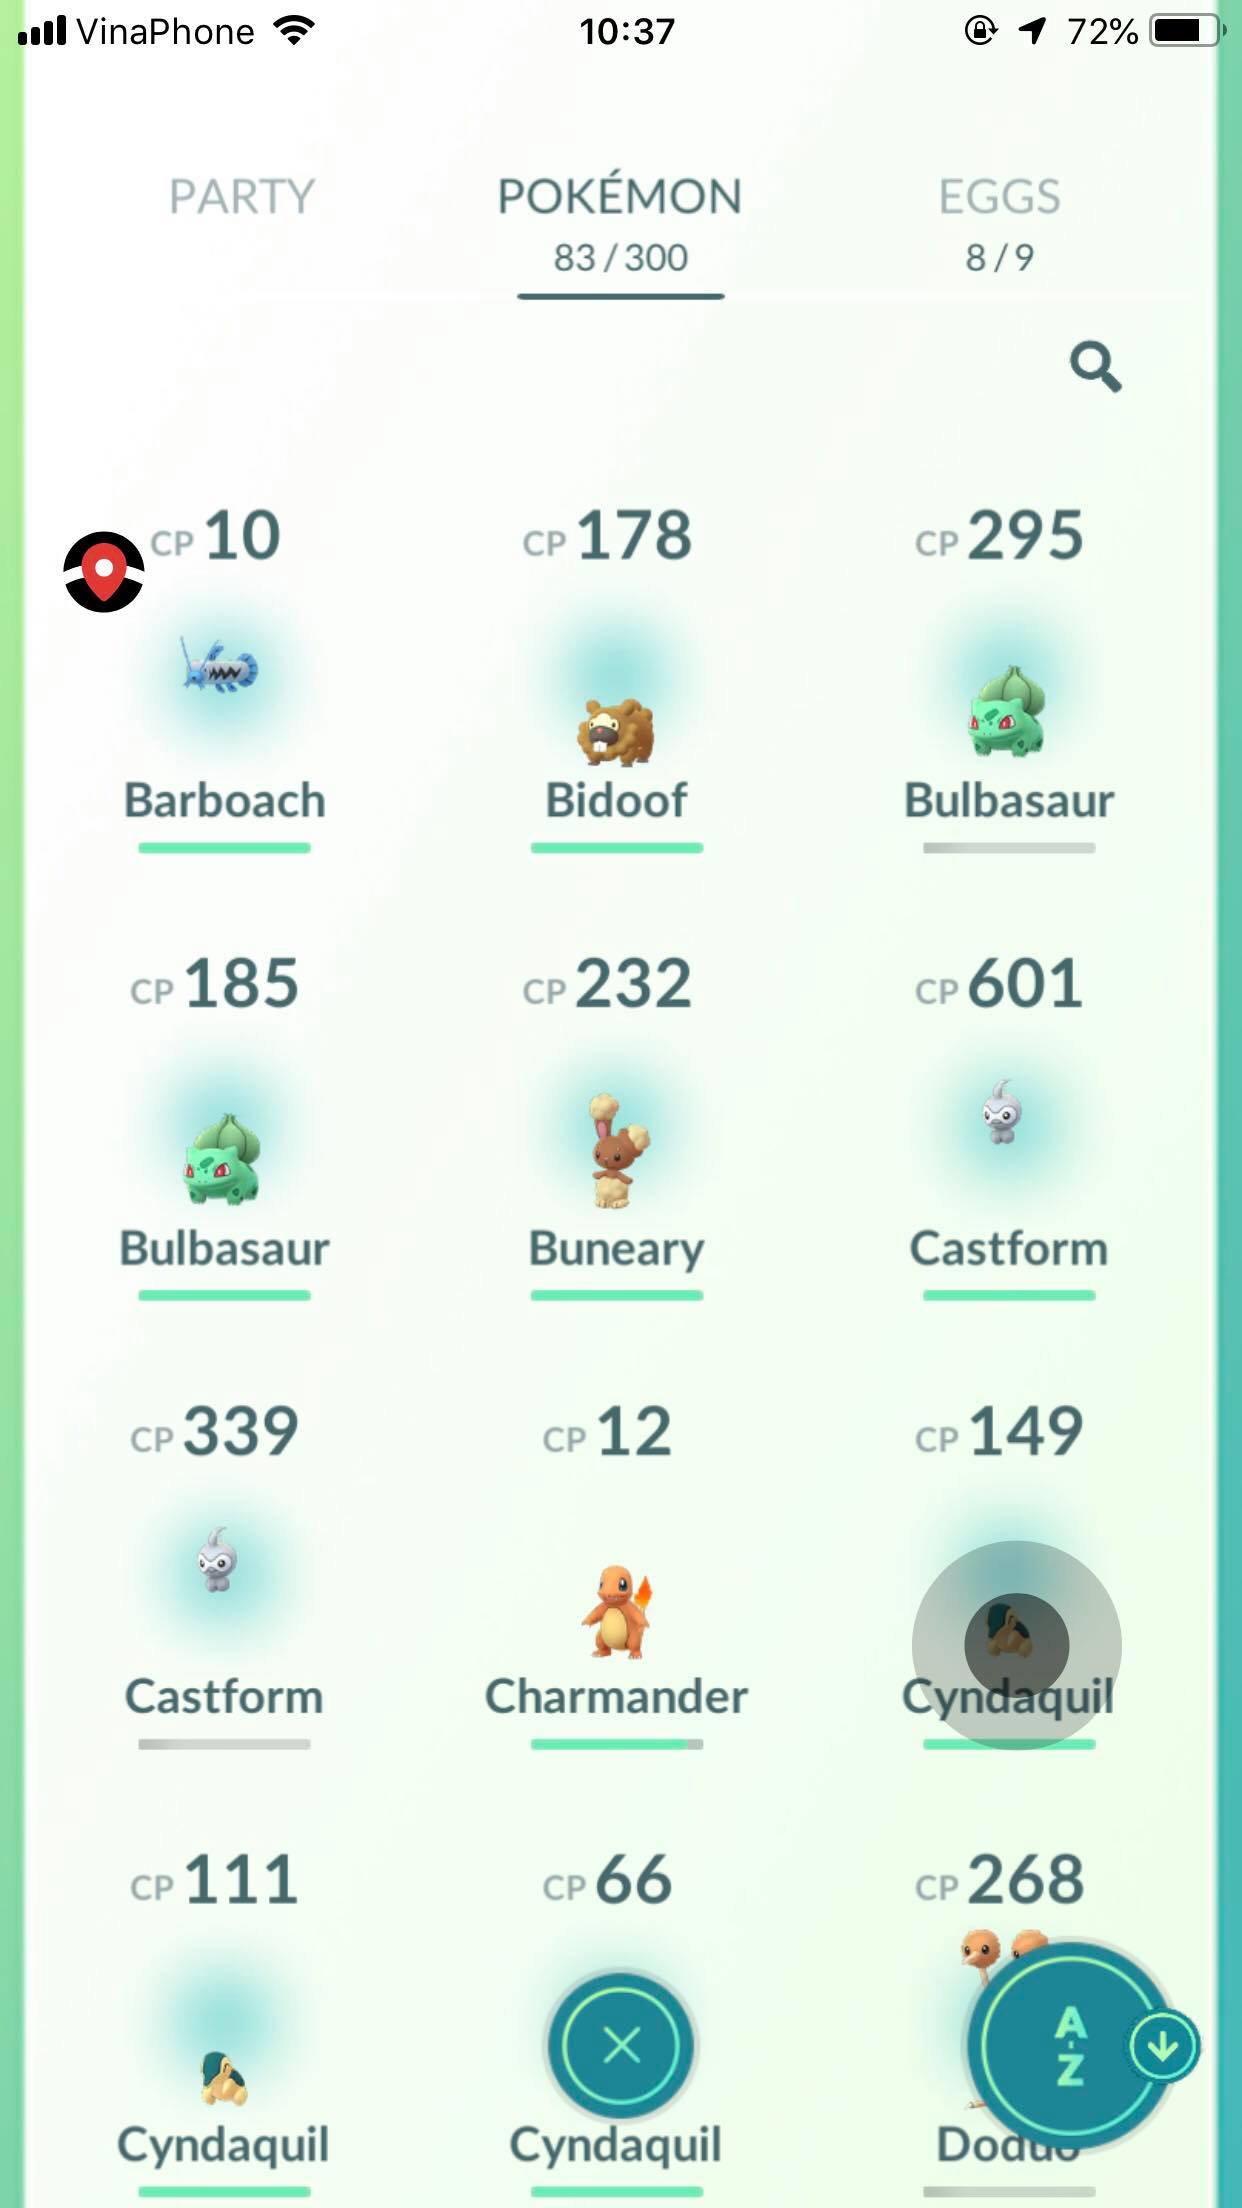 VinaPhone 10:37 72%
PARTY POKÉMON EGGS
83 / 300 8 / 9
CP 10 CP 178 CP 295
Barboach Bidoof Bulbasaur
CP 185 CP 232 CP 601
Bulbasaur Buneary Castform
CP 339 CP 12 CP 149
Castform Charmander Cyndaquil
CP 111 CP 66 CP 268
A-Z
Cyndaquil Cyndaquil Doduo